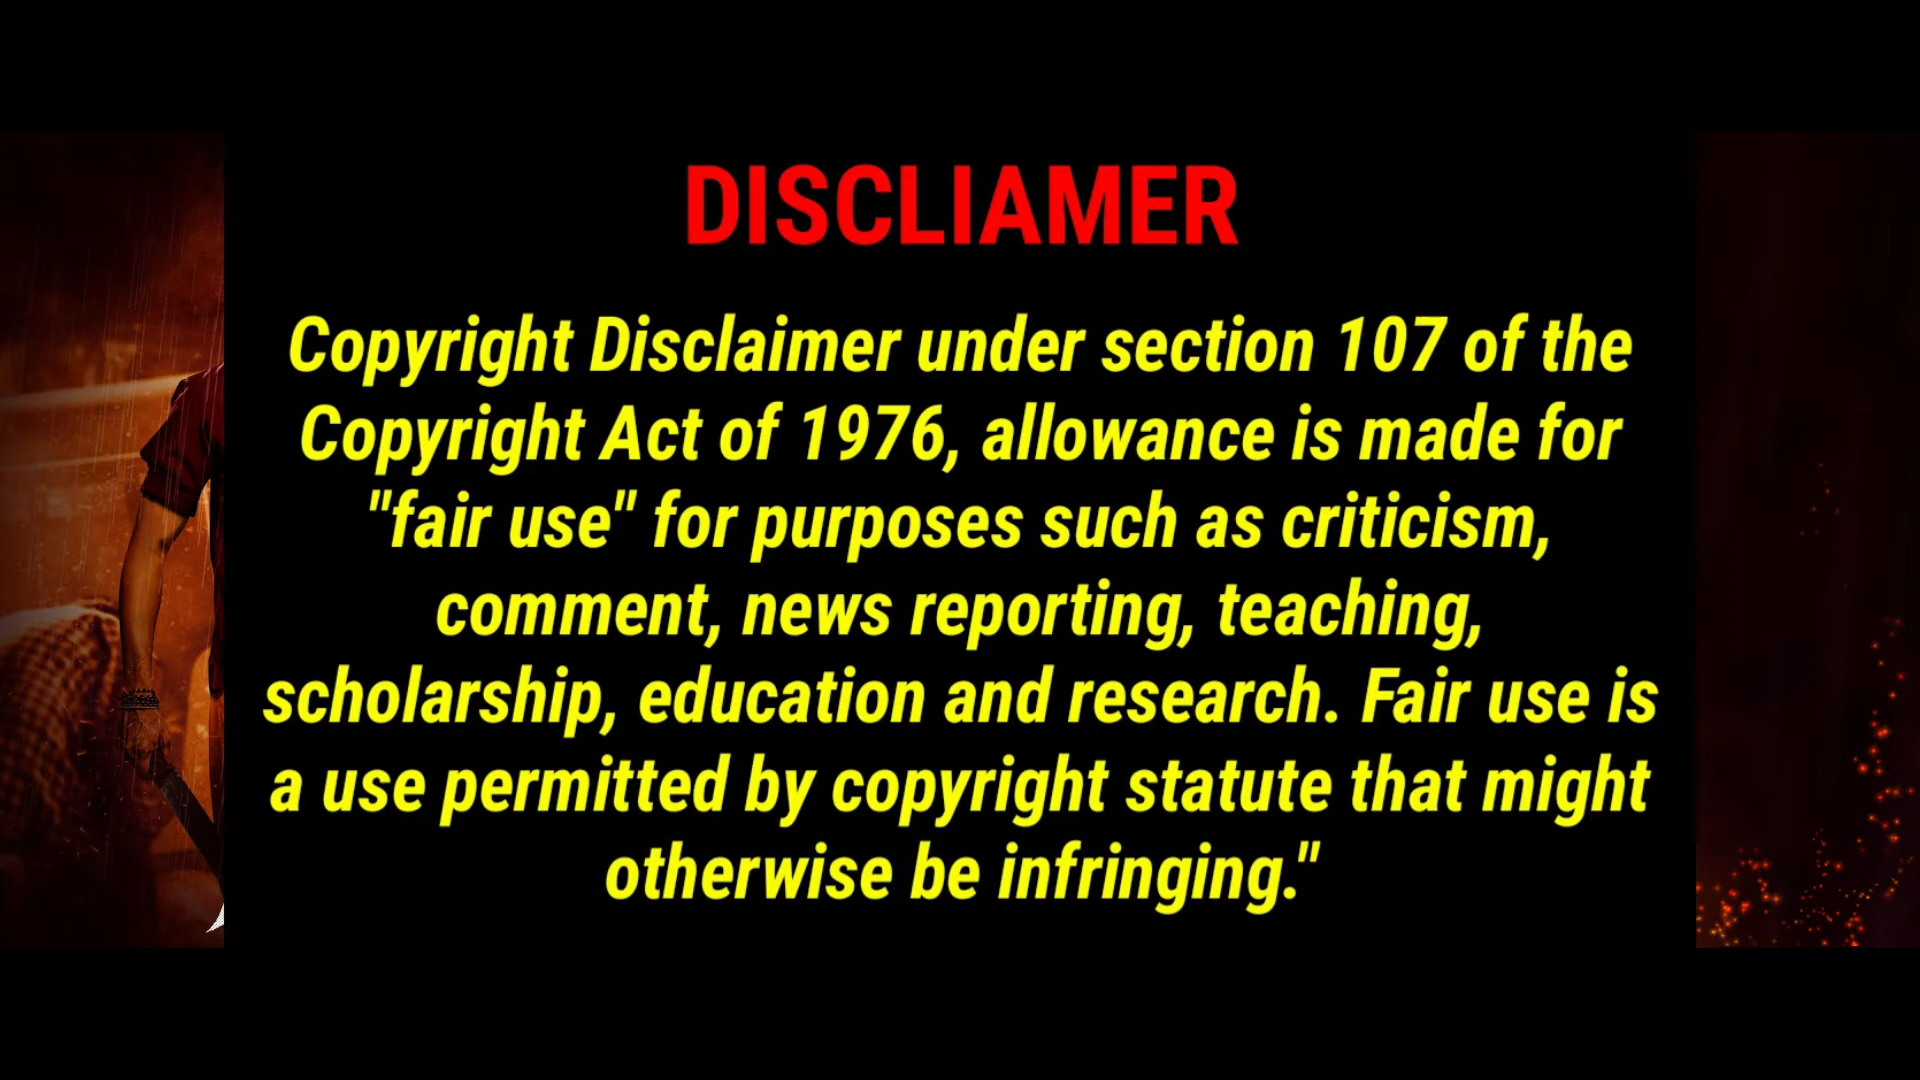 DISCLIAMER
Copyright Disclaimer under section 107 of the
Copyright Act of 1976, allowance is made for
"fair use" for purposes such as criticism,
comment, news reporting, teaching,
scholarship, education and research. Fair use is
a use permitted by copyright statute that might
otherwise be infringing."